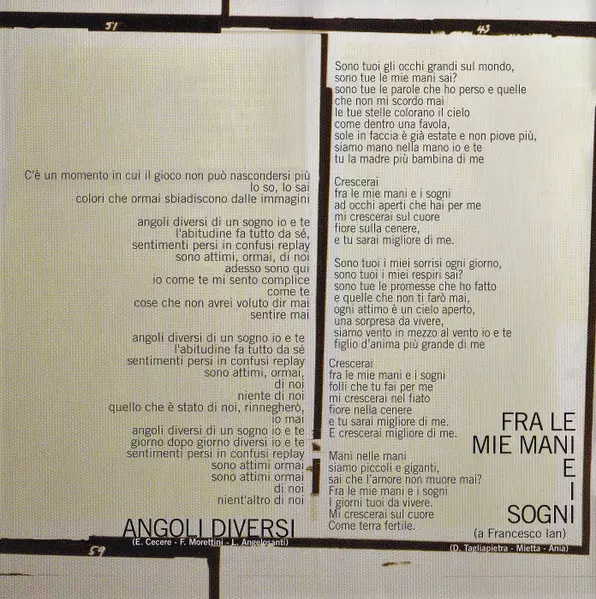 51
C'è un momento in cui il gioco non può nascondersi più
lo so, lo sai
colori che ormai sbiadiscono dalle immagini
angoli diversi di un sogno io e te
l'abitudine fa tutto da sé,
sentimenti persi in confusi replay
sono attimi, ormai, di noi
adesso sono qui
io come te mi sento complice
come te
cose che non avrei voluto dir mai
sentire mai
angoli diversi di un sogno io e te
l'abitudine fa tutto da sé
sentimenti persi in confusi replay
sono attimi, ormai,
di noi
niente di noi
quello che è stato di noi, rinnegherò,
io mai
angoli diversi di un sogno io e te
giorno dopo giorno diversi io e te
sentimenti persi in confusi replay
sono attimi ormai
sono attimi ormai
di noi
nient'altro di noi
ANGOLI DIVERSI
(E. Cecere - F. Morettini - L. Angelosanti)
59
43
Sono tuoi gli occhi grandi sul mondo,
sono tue le mie mani sai?
sono tue le parole che ho perso e quelle
che non mi scordo mai
le tue stelle colorano il cielo
come dentro una favola,
sole in faccia è già estate e non piove più,
siamo mano nella mano io e te
tu la madre più bambina di me
Crescerai
fra le mie mani e i sogni
ad occhi aperti che hai per me
mi crescerai sul cuore
fiore sulla cenere,
e tu sarai migliore di me.
Sono tuoi i miei sorrisi ogni giorno,
sono tuoi i miei respiri sai?
sono tue le promesse che ho fatto
e quelle che non ti farò mai,
ogni attimo è un cielo aperto,
una sorpresa da vivere,
siamo vento in mezzo al vento io e te
figlio d'anima più grande di me
Crescerai
fra le mie mani e i sogni
folli che tu fai per me
mi crescerai nel fiato
fiore nella cenere
e tu sarai migliore di me.
E crescerai migliore di me.
Mani nelle mani
siamo piccoli e giganti,
sai che l'amore non muore mai?
Fra le mie mani e i sogni
I giorni tuoi da vivere.
Mi crescerai sul cuore
Come terra fertile.
FRA LE
MIE MANI
E
I
SOGNI
(a Francesco Ian)
(D. Tagliapietra - Mietta - Ania)